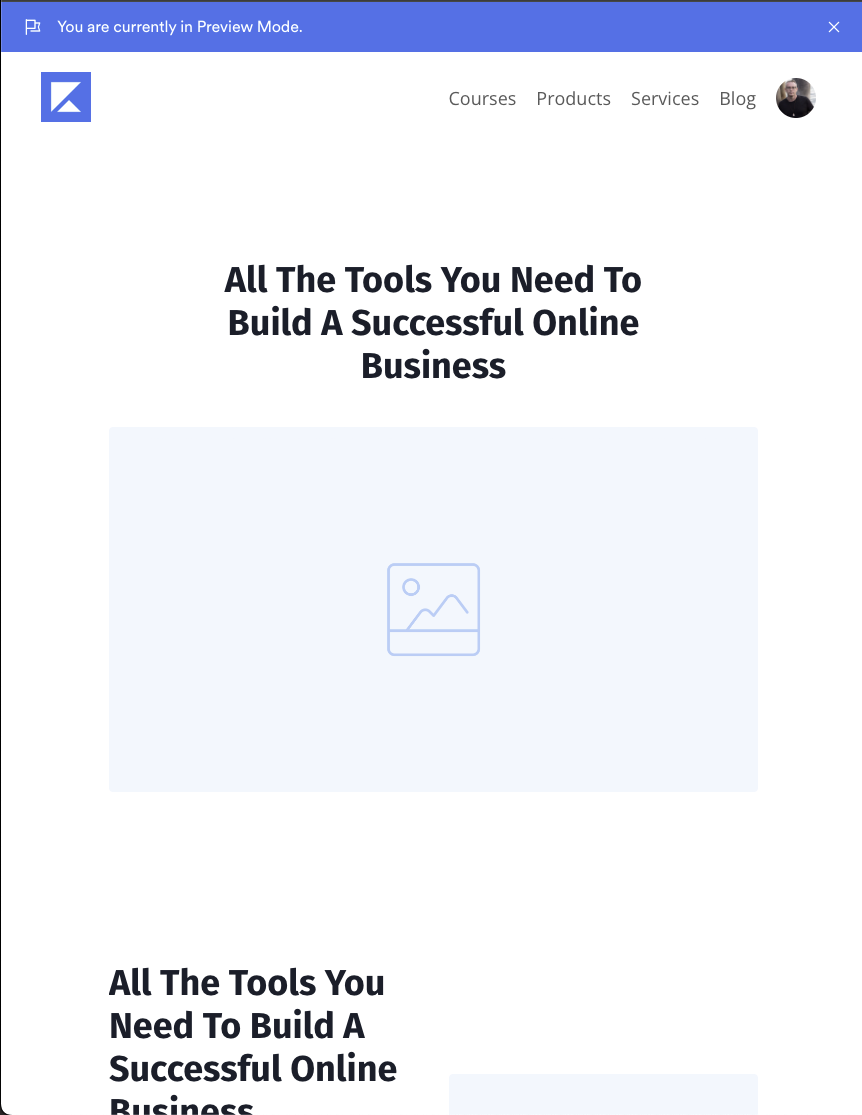 You are currently in Preview Mode.
Courses Products Services Blog
All The Tools You Need To
Build A Successful Online
Business
All The Tools You
Need To Build A
Successful Online
Business